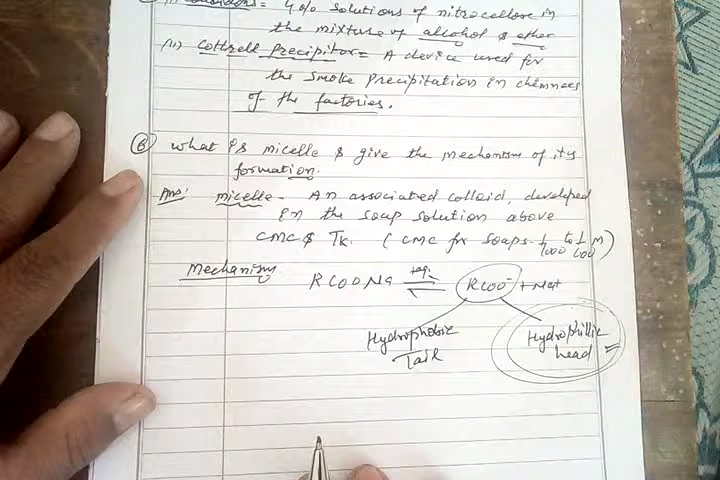 = 4% solutions of nitrocellose in
the mixture of alcohol & ether
(ii) Cottrell Precipitor = A device used for
the smoke precipitation in chimnees
of the factories.
(B) what is micelle & give the mechanism of its
formation.
Ans: micelle - An associated colloid, developed
in the soap solution above
CMC & Tk. (CMC for soaps - 1/1000 to 1/100 M)
Mechanism RCOONa ⇌ RCOO⁻ + Na+
aq.
Hydrophobic Hydrophillic
Tail head =